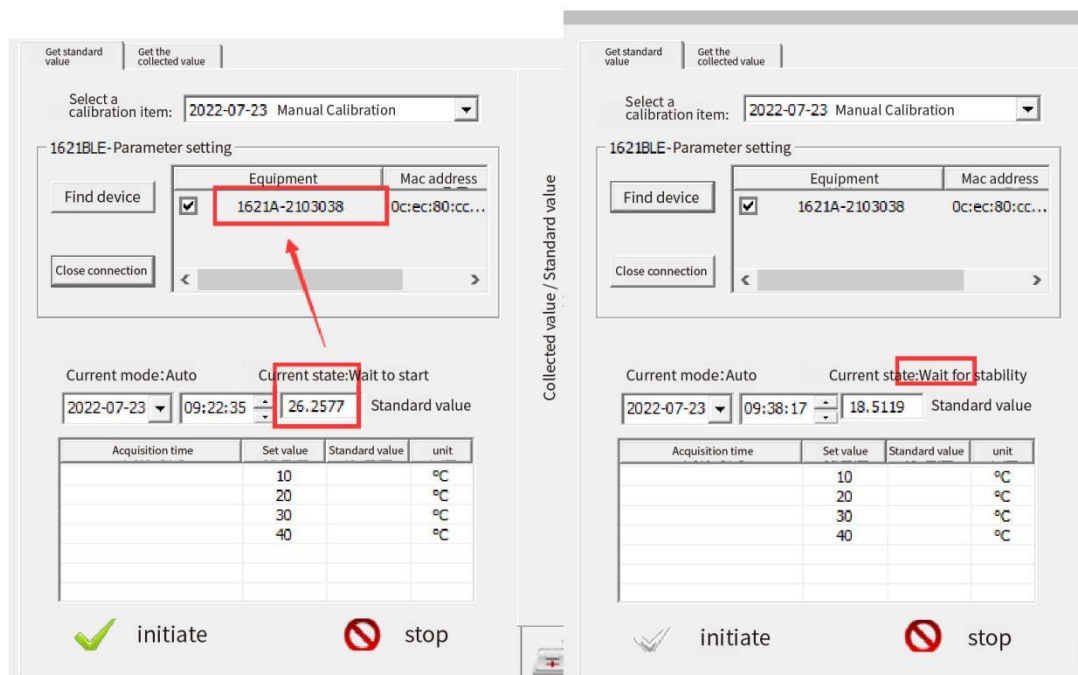 Get standard value
Get the collected value
Select a calibration item:
2022-07-23 Manual Calibration
1621BLE-Parameter setting
Find device
Equipment Mac address
1621A-2103038 0c:ec:80:cc...
Close connection
Current mode:Auto Current state:Wait to start
2022-07-23 09:22:35 26.2577 Standard value
Acquisition time Set value Standard value unit
10 °C
20 °C
30 °C
40 °C
initiate stop
Collected value / Standard value
Get standard value
Get the collected value
Select a calibration item:
2022-07-23 Manual Calibration
1621BLE-Parameter setting
Find device
Equipment Mac address
1621A-2103038 0c:ec:80:cc...
Close connection
Current mode:Auto Current state:Wait for stability
2022-07-23 09:38:17 18.5119 Standard value
Acquisition time Set value Standard value unit
10 °C
20 °C
30 °C
40 °C
initiate stop